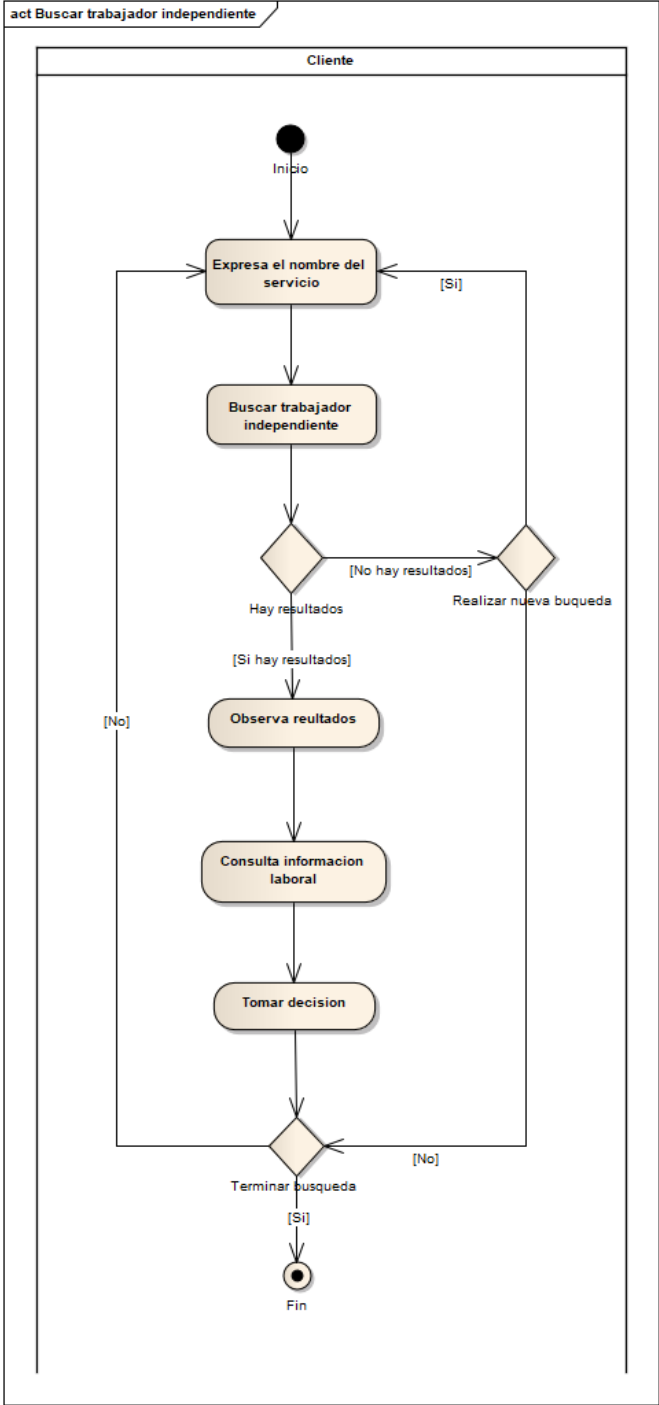 act Buscar trabajador independiente
Cliente
Inicio
Expresa el nombre del
servicio
[Si]
Buscar trabajador
independiente
[No hay resultados]
Hay resultados
Realizar nueva buqueda
[Si hay resultados]
Observa reultados
[No]
Consulta informacion
laboral
Tomar decision
[No]
Terminar busqueda
[Si]
Fin